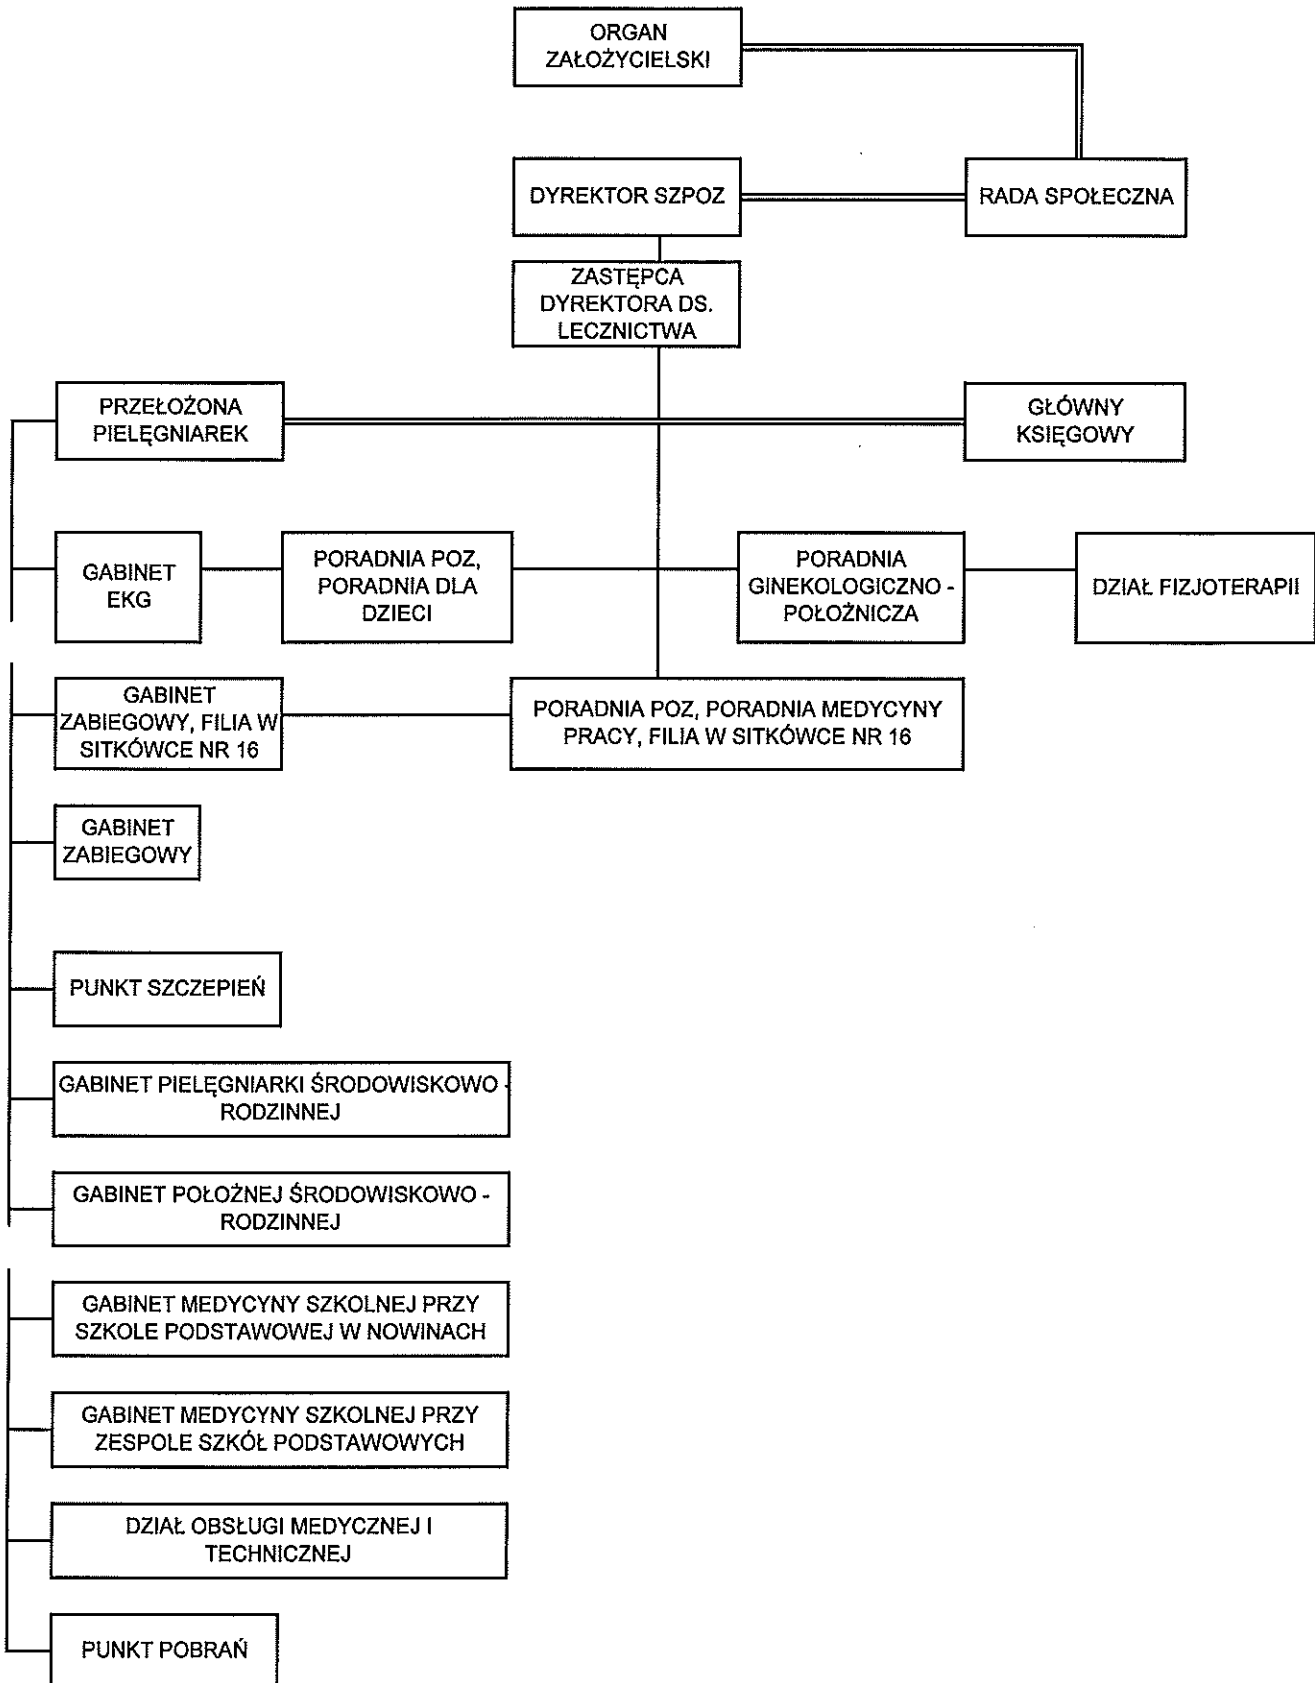 ORGAN
ZAŁOŻYCIELSKI
DYREKTOR SZPOZ
RADA SPOŁECZNA
ZASTĘPCA
DYREKTORA DS.
LECZNICTWA
PRZEŁOŻONA
PIELĘGNIAREK
GŁÓWNY
KSIĘGOWY
GABINET
EKG
PORADNIA POZ,
PORADNIA DLA
DZIECI
PORADNIA
GINEKOLOGICZNO -
POŁOŻNICZA
DZIAŁ FIZJOTERAPII
GABINET
ZABIEGOWY, FILIA W
SITKÓWCE NR 16
PORADNIA POZ, PORADNIA MEDYCYNY
PRACY, FILIA W SITKÓWCE NR 16
GABINET
ZABIEGOWY
PUNKT SZCZEPIEŃ
GABINET PIELĘGNIARKI ŚRODOWISKOWO -
RODZINNEJ
GABINET POŁOŻNEJ ŚRODOWISKOWO -
RODZINNEJ
GABINET MEDYCYNY SZKOLNEJ PRZY
SZKOLE PODSTAWOWEJ W NOWINACH
GABINET MEDYCYNY SZKOLNEJ PRZY
ZESPOLE SZKÓŁ PODSTAWOWYCH
DZIAŁ OBSŁUGI MEDYCZNEJ I
TECHNICZNEJ
PUNKT POBRAŃ